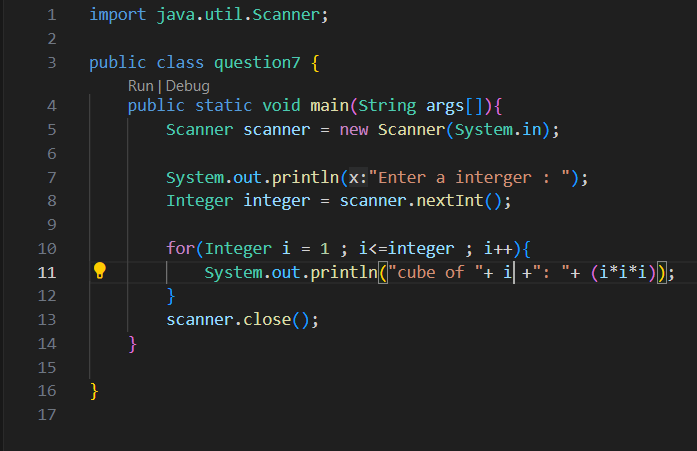 1 import java.util.Scanner;
2
3 public class question7 {
Run | Debug
4 public static void main(String args[]){
5 Scanner scanner = new Scanner(System.in);
6
7 System.out.println(x:"Enter a interger : ");
8 Integer integer = scanner.nextInt();
9
10 for(Integer i = 1 ; i<=integer ; i++){
11 System.out.println("cube of "+ i +": "+ (i*i*i));
12 }
13 scanner.close();
14 }
15
16 }
17